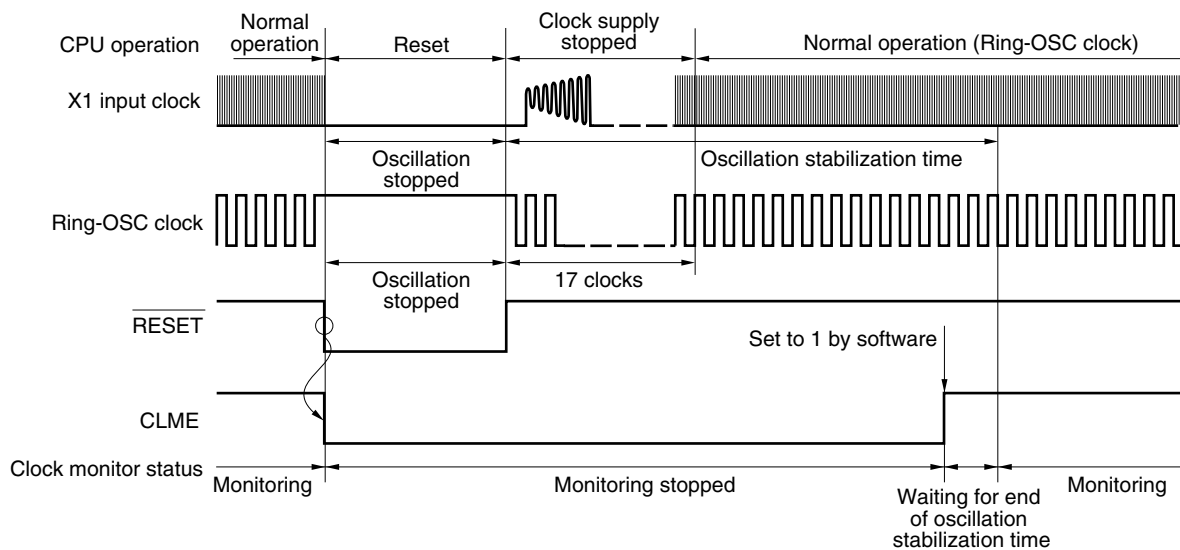 CPU operation
Normal
operation
Reset
Clock supply
stopped
Normal operation (Ring-OSC clock)
X1 input clock
Oscillation
stopped
Oscillation stabilization time
Ring-OSC clock
Oscillation
stopped
17 clocks
RESET
Set to 1 by software
CLME
Clock monitor status
Monitoring
Monitoring stopped
Waiting for end
of oscillation
stabilization time
Monitoring